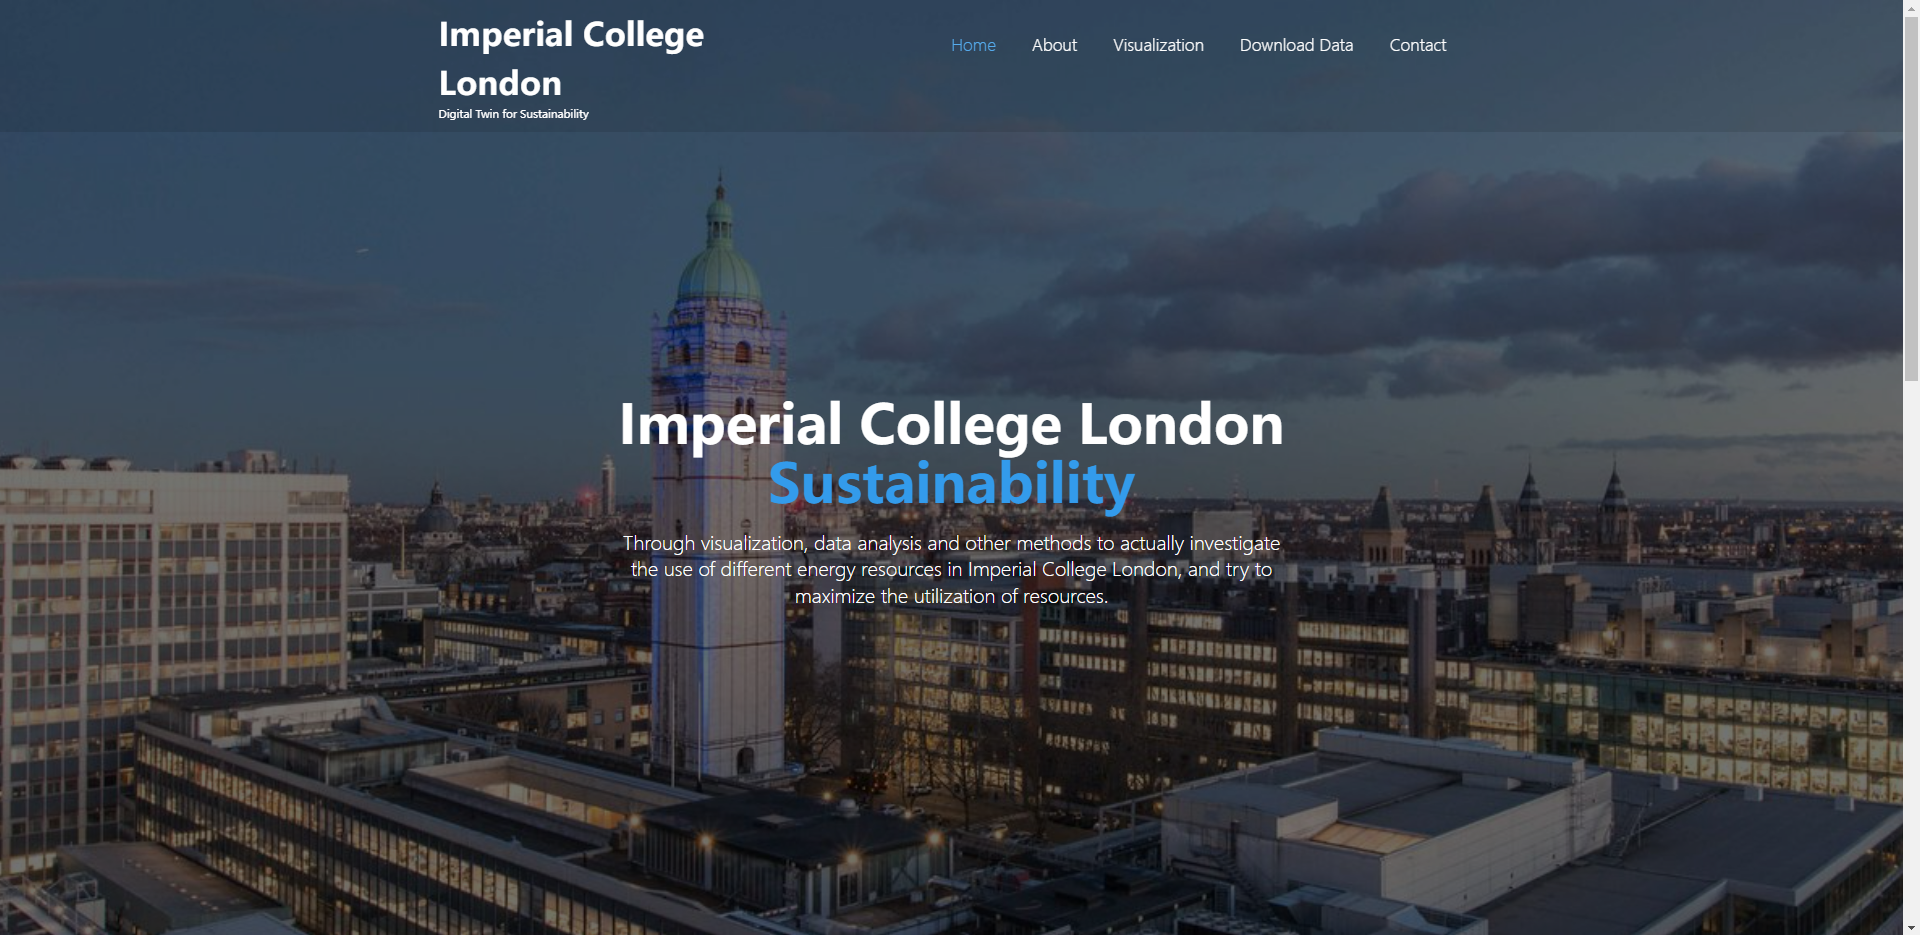 Imperial College
London
Digital Twin for Sustainability
Home About Visualization Download Data Contact
Imperial College London
Sustainability
Through visualization, data analysis and other methods to actually investigate
the use of different energy resources in Imperial College London, and try to
maximize the utilization of resources.